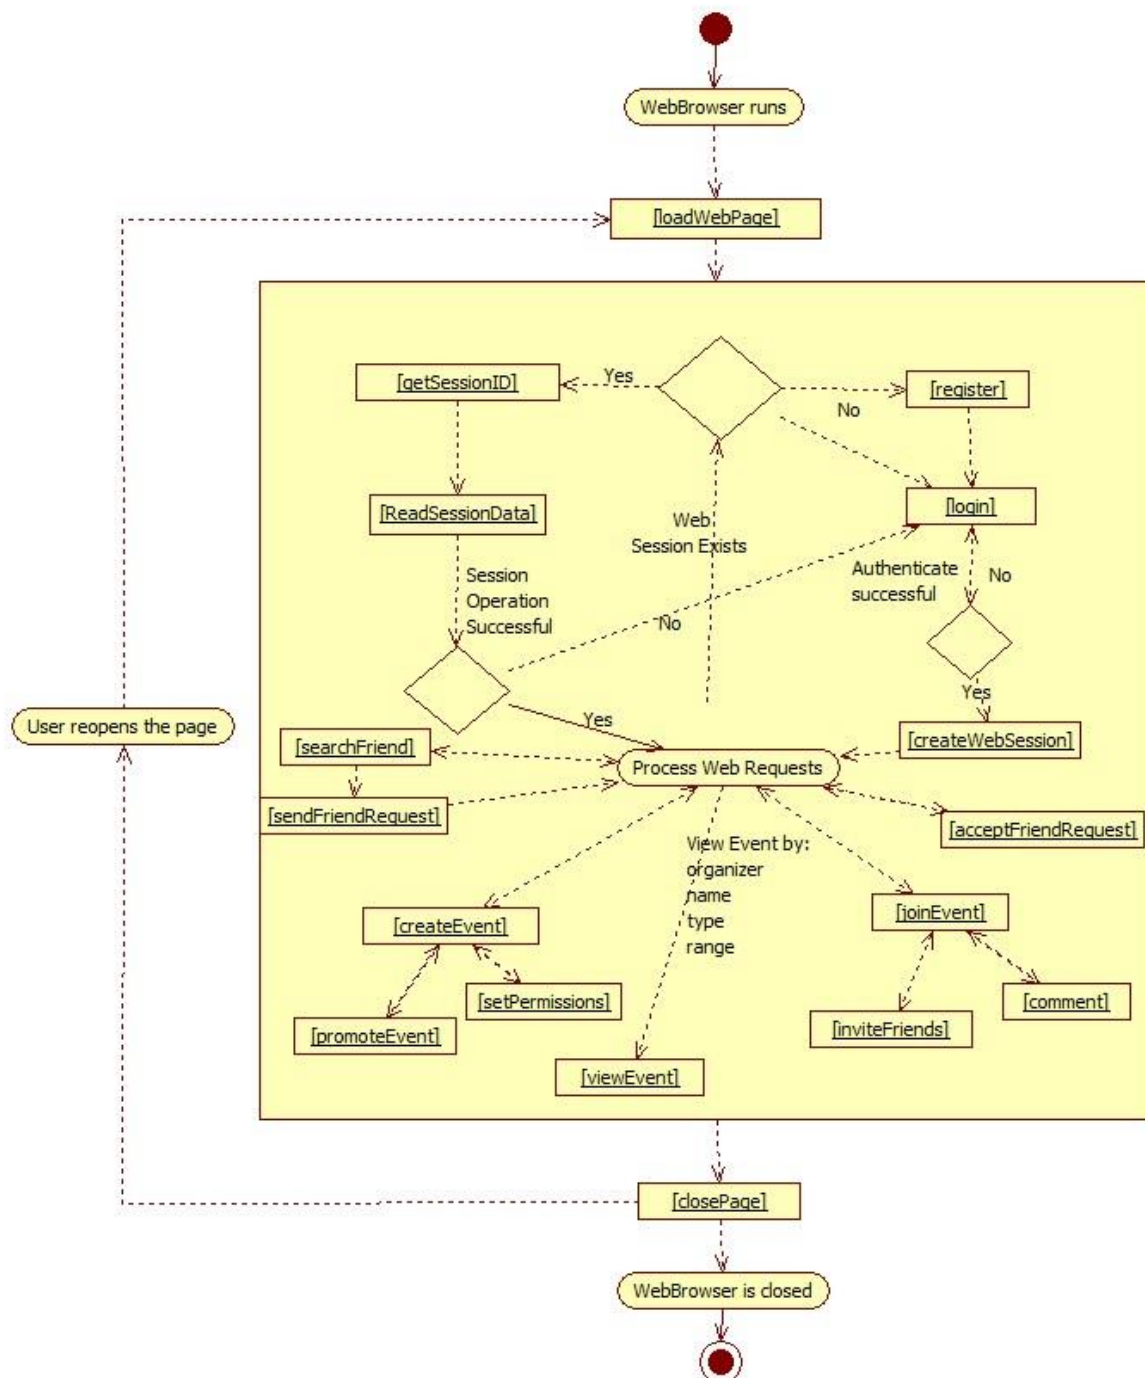 WebBrowser runs
[loadWebPage]
[getSessionID]
Yes
No
[register]
[ReadSessionData]
[login]
Web
Session Exists
Session
Operation
Successful
Authenticate
successful
No
No
Yes
Yes
User reopens the page
[searchFriend]
[createWebSession]
Process Web Requests
[sendFriendRequest]
[acceptFriendRequest]
View Event by:
organizer
name
type
range
[createEvent]
[joinEvent]
[setPermissions]
[comment]
[promoteEvent]
[inviteFriends]
[viewEvent]
[closePage]
WebBrowser is closed